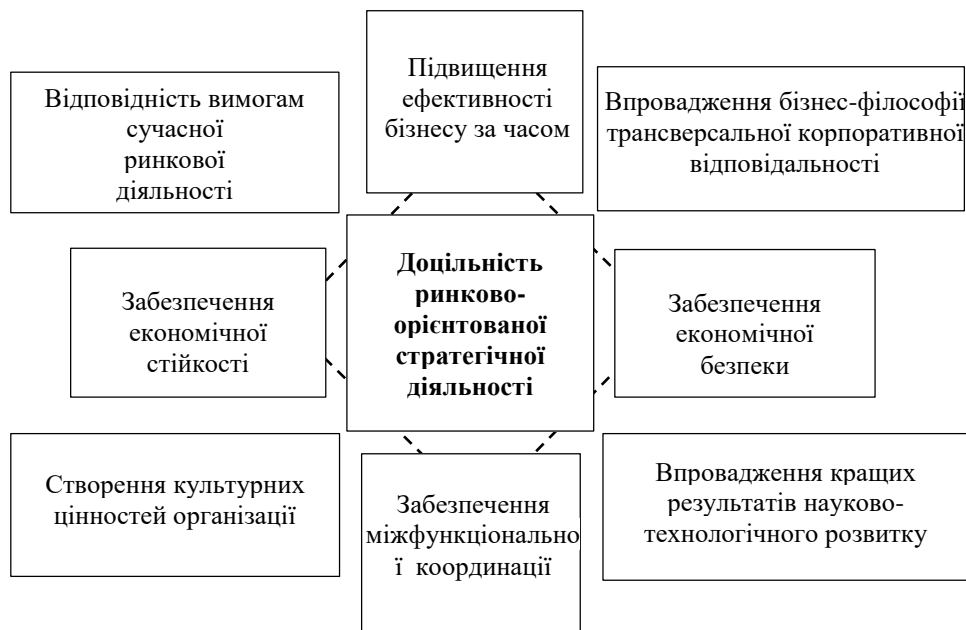 Підвищення
ефективності
бізнесу за часом
Відповідність вимогам
сучасної
ринкової
діяльності
Впровадження бізнес-філософії
трансверсальної корпоративної
відповідальності
Доцільність
ринково-
орієнтованої
стратегічної
діяльності
Забезпечення
економічної
стійкості
Забезпечення
економічної
безпеки
Створення культурних
цінностей організації
Забезпечення
міжфункціонально
ї координації
Впровадження кращих
результатів науково-
технологічного розвитку